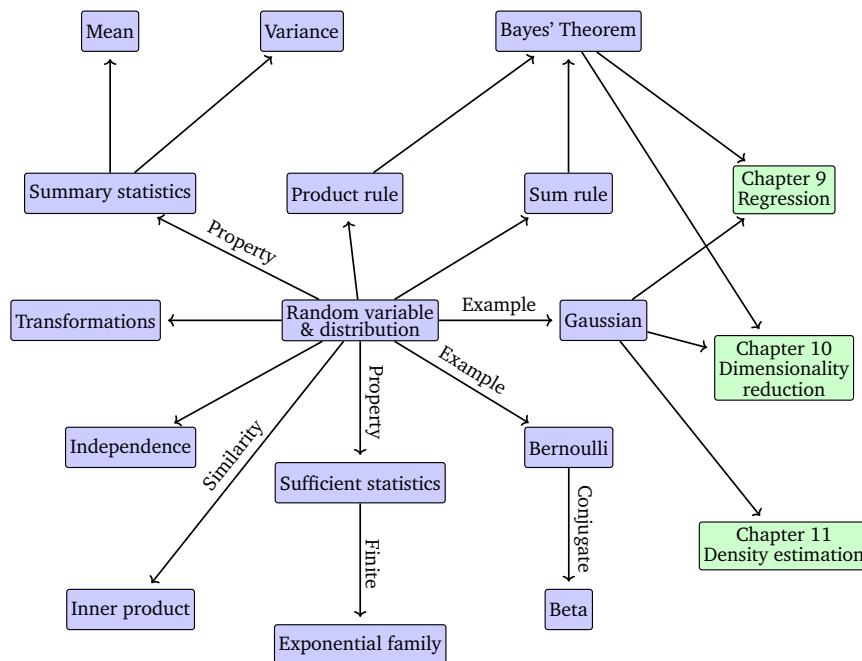 Mean
Variance
Bayes’ Theorem
Summary statistics
Product rule
Sum rule
Chapter 9
Regression
Property
Transformations
Random variable
& distribution
Example
Gaussian
Chapter 10
Dimensionality
reduction
Example
Property
Similarity
Independence
Bernoulli
Sufficient statistics
Conjugate
Finite
Chapter 11
Density estimation
Inner product
Beta
Exponential family